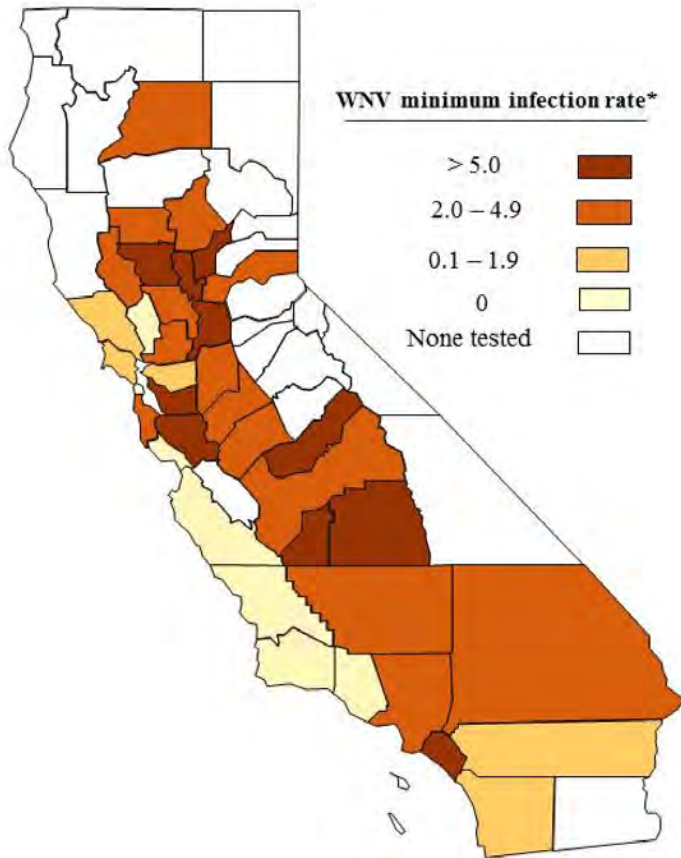 WNV minimum infection rate*
> 5.0
2.0 – 4.9
0.1 – 1.9
0
None tested